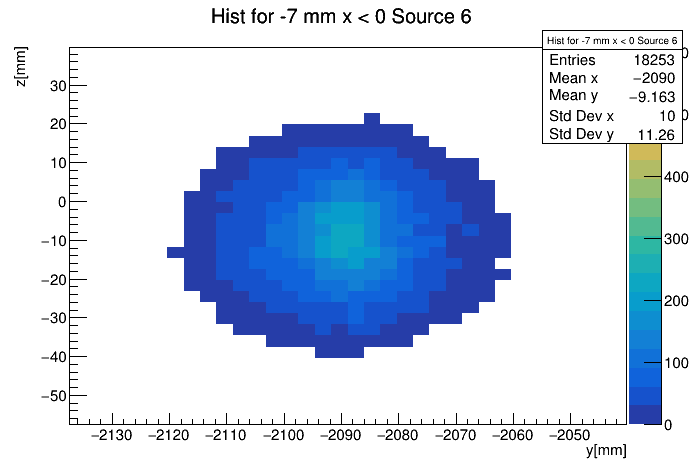 Hist for -7 mm x < 0 Source 6
z[mm]
Hist for -7 mm x < 0 Source 6
Entries 18253
Mean x −2090
Mean y −9.163
Std Dev x 10
Std Dev y 11.26
30
20
10
0
−10
−20
−30
−40
−50
400
300
200
100
0
−2130 −2120 −2110 −2100 −2090 −2080 −2070 −2060 −2050
y[mm]